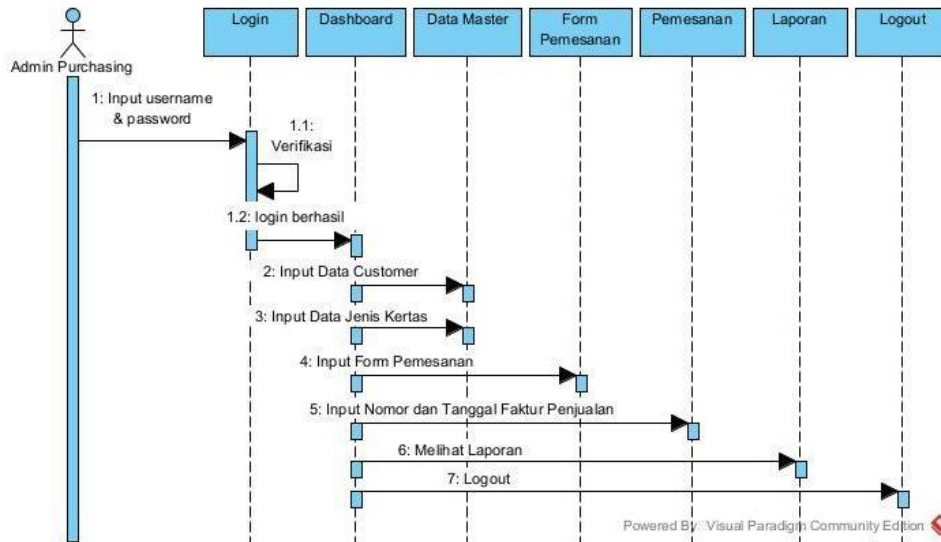 Login
Dashboard
Data Master
Form
Pemesanan
Pemesanan
Laporan
Logout
Admin Purchasing
1: Input username
& password
1.1:
Verifikasi
1.2: login berhasil
2: Input Data Customer
3: Input Data Jenis Kertas
4: Input Form Pemesanan
5: Input Nomor dan Tanggal Faktur Penjualan
6: Melihat Laporan
7: Logout
Powered By: Visual Paradigm Community Edition